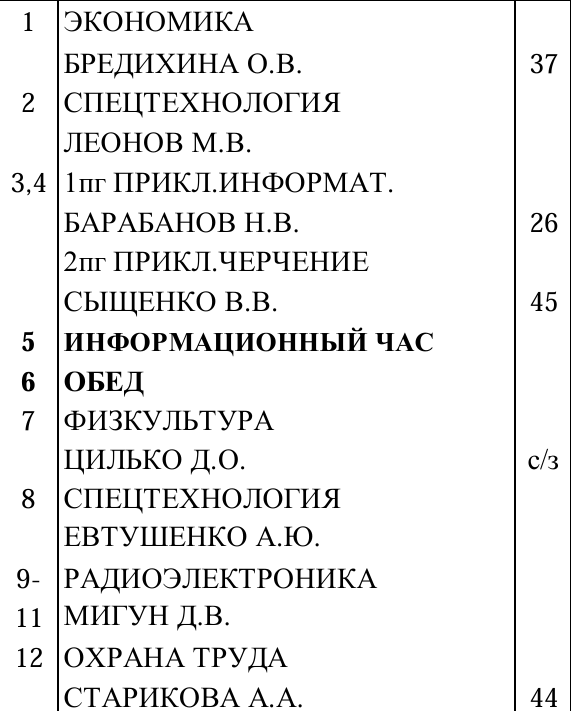 1 ЭКОНОМИКА
БРЕДИХИНА О.В. 37
2 СПЕЦТЕХНОЛОГИЯ
ЛЕОНОВ М.В.
3,4 1пг ПРИКЛ.ИНФОРМАТ.
БАРАБАНОВ Н.В. 26
2пг ПРИКЛ.ЧЕРЧЕНИЕ
СЫЩЕНКО В.В. 45
5 ИНФОРМАЦИОННЫЙ ЧАС
6 ОБЕД
7 ФИЗКУЛЬТУРА
ЦИЛЬКО Д.О. с/з
8 СПЕЦТЕХНОЛОГИЯ
ЕВТУШЕНКО А.Ю.
9- РАДИОЭЛЕКТРОНИКА
11 МИГУН Д.В.
12 ОХРАНА ТРУДА
СТАРИКОВА А.А. 44